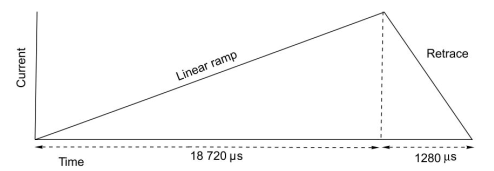 Current
Linear ramp
Retrace
Time
18 720 µs
1280 µs